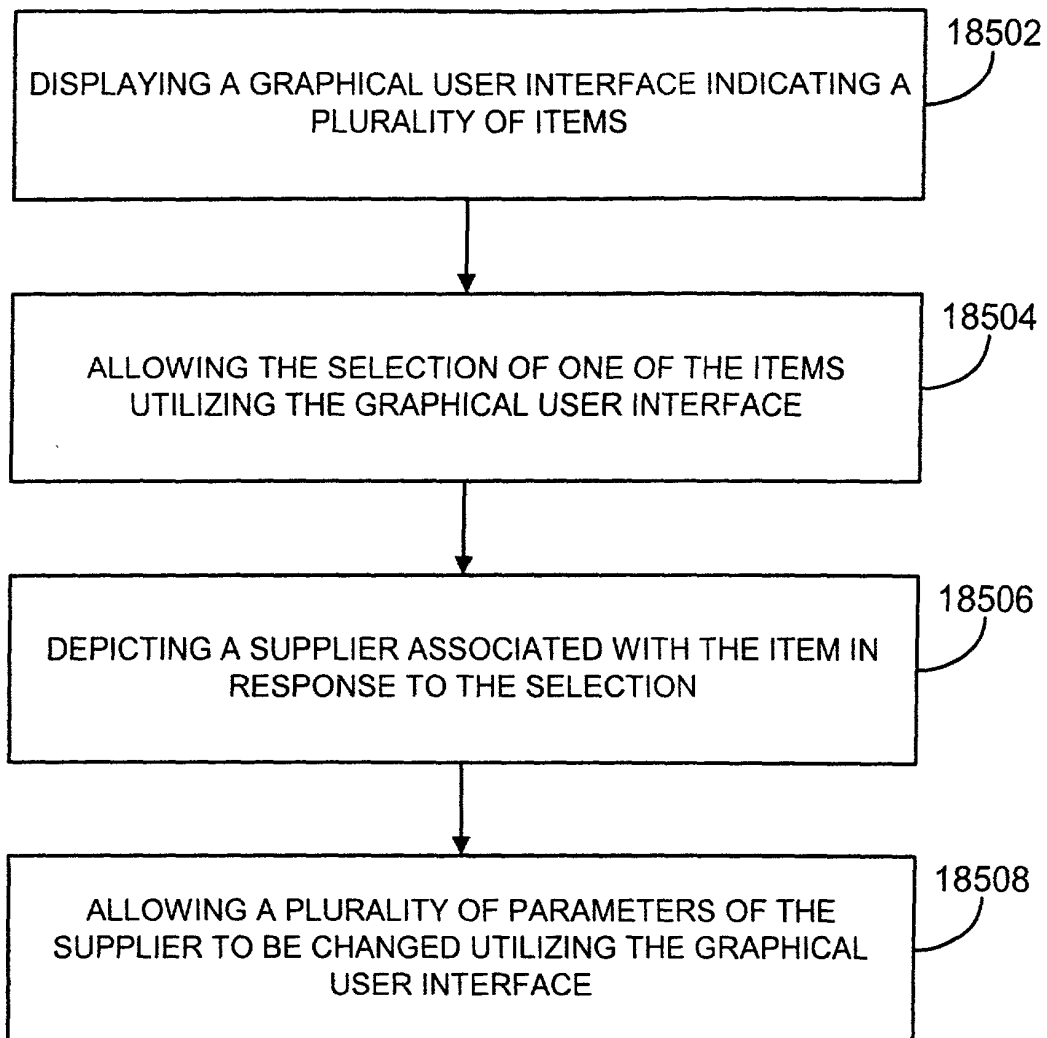 18502
DISPLAYING A GRAPHICAL USER INTERFACE INDICATING A
PLURALITY OF ITEMS
18504
ALLOWING THE SELECTION OF ONE OF THE ITEMS
UTILIZING THE GRAPHICAL USER INTERFACE
18506
DEPICTING A SUPPLIER ASSOCIATED WITH THE ITEM IN
RESPONSE TO THE SELECTION
18508
ALLOWING A PLURALITY OF PARAMETERS OF THE
SUPPLIER TO BE CHANGED UTILIZING THE GRAPHICAL
USER INTERFACE